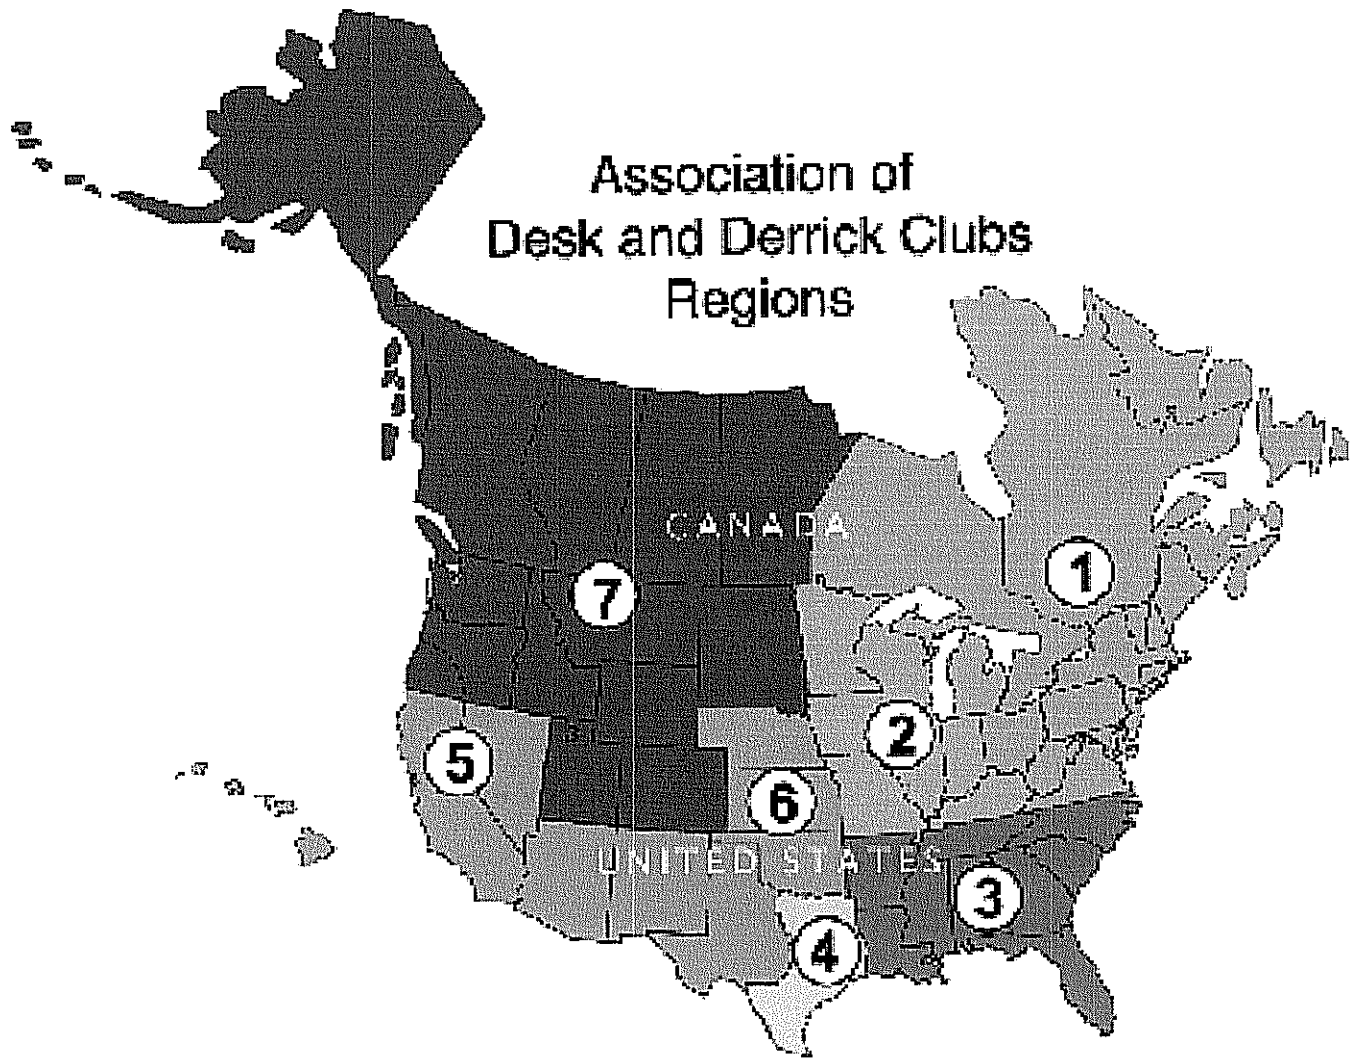 Association of
Desk and Derrick Clubs
Regions
CANADA
1
7
2
5
6
UNITED STATES
3
4